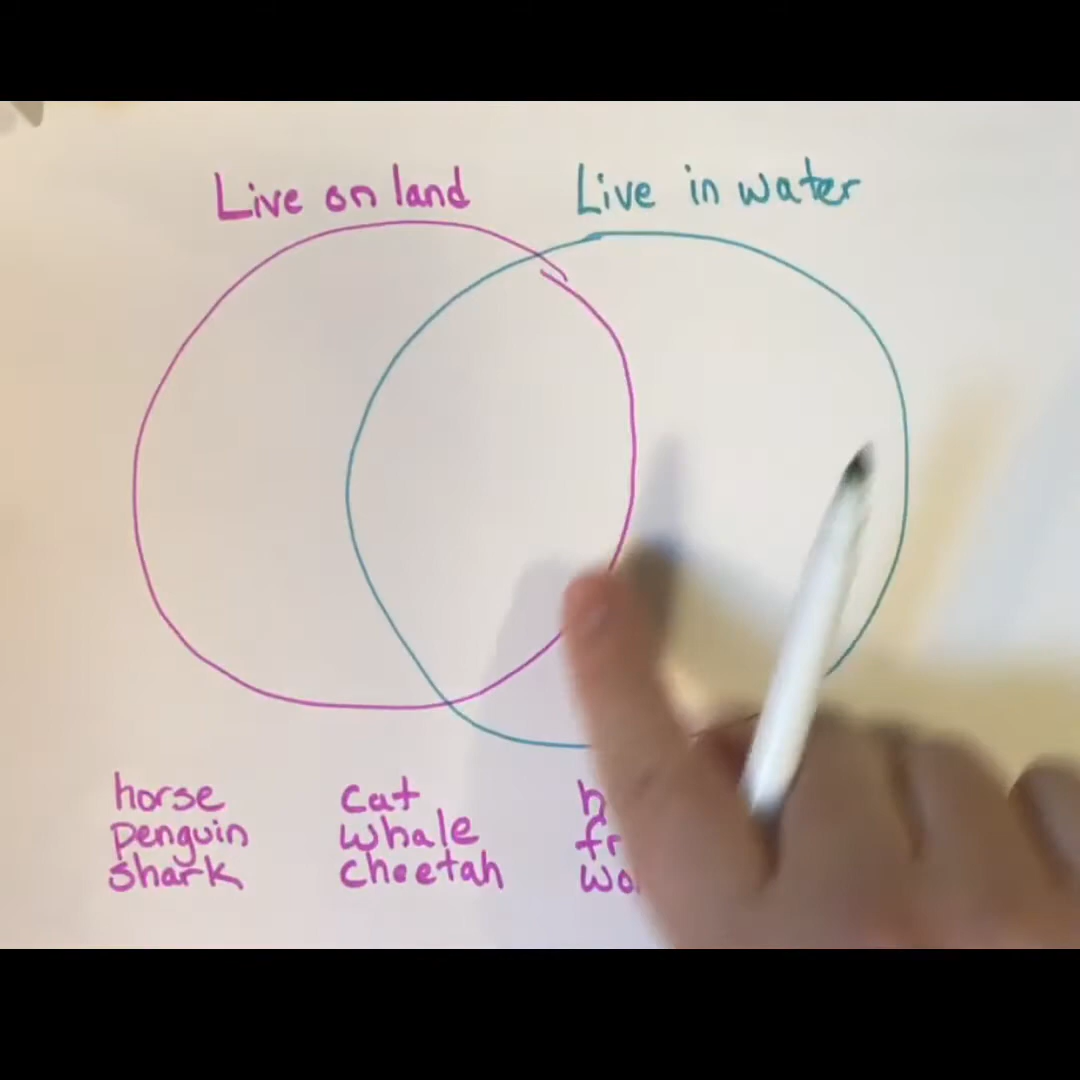 Live on land
Live in water
horse
penguin
shark
cat
whale
cheetah